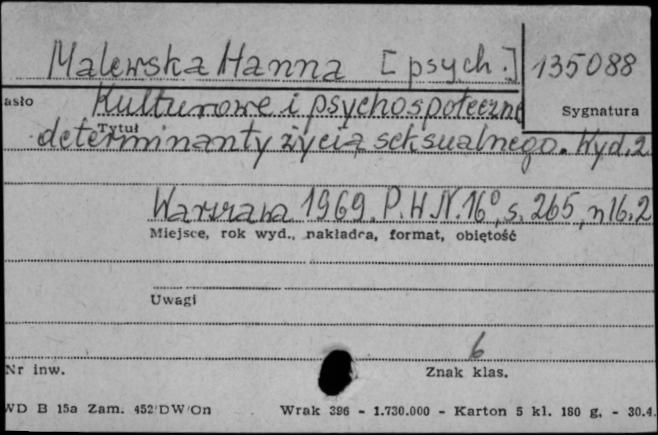 Malewska Hanna [psych.] 135088
asło Kulturowe i psychospołeczne Sygnatura
Tytuł determinanty życia seksualnego. Wyd. 2
Warszawa 1969. P.W.N. 16°, s. 265, nlb. 2
Miejsce, rok wyd., nakładca, format, objętość
Uwagi
6
Nr inw. Znak klas.
WD B 15a Zam. 452/DW/On Wrak 396 - 1.730.000 - Karton 5 kl. 180 g. - 30.4.